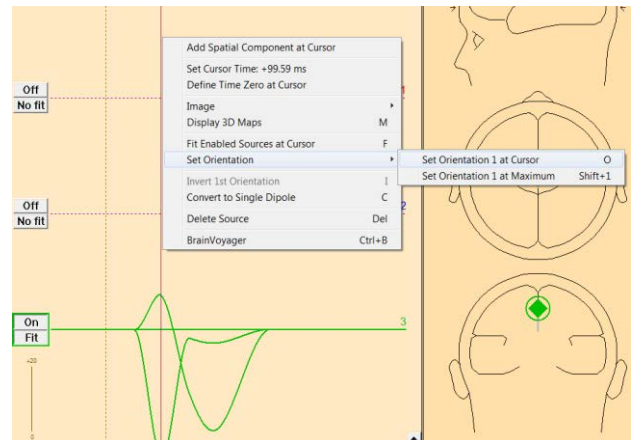 Add Spatial Component at Cursor
Set Cursor Time: +99.59 ms
Define Time Zero at Cursor
Image
Display 3D Maps M
Fit Enabled Sources at Cursor F
Set Orientation
Invert 1st Orientation I
Convert to Single Dipole C
Delete Source Del
BrainVoyager Ctrl+B
Set Orientation 1 at Cursor O
Set Orientation 1 at Maximum Shift+1
Off
No fit
1
Off
No fit
2
On
Fit
3
+20
0